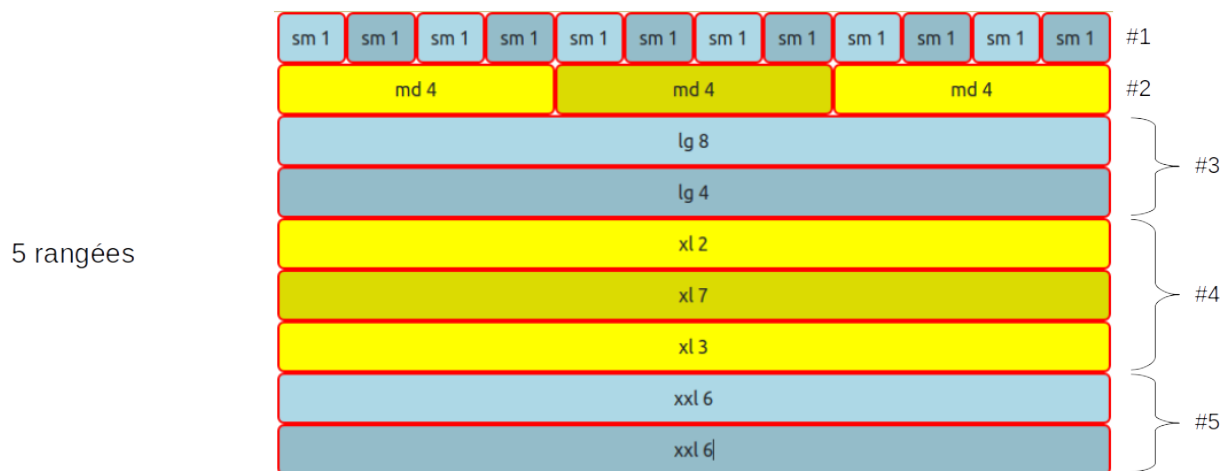 sm 1 sm 1 sm 1 sm 1 sm 1 sm 1 sm 1 sm 1 sm 1 sm 1 sm 1 sm 1 #1
md 4 md 4 md 4 #2
lg 8
#3
lg 4
xl 2
5 rangées
xl 7 #4
xl 3
xxl 6
#5
xxl 6